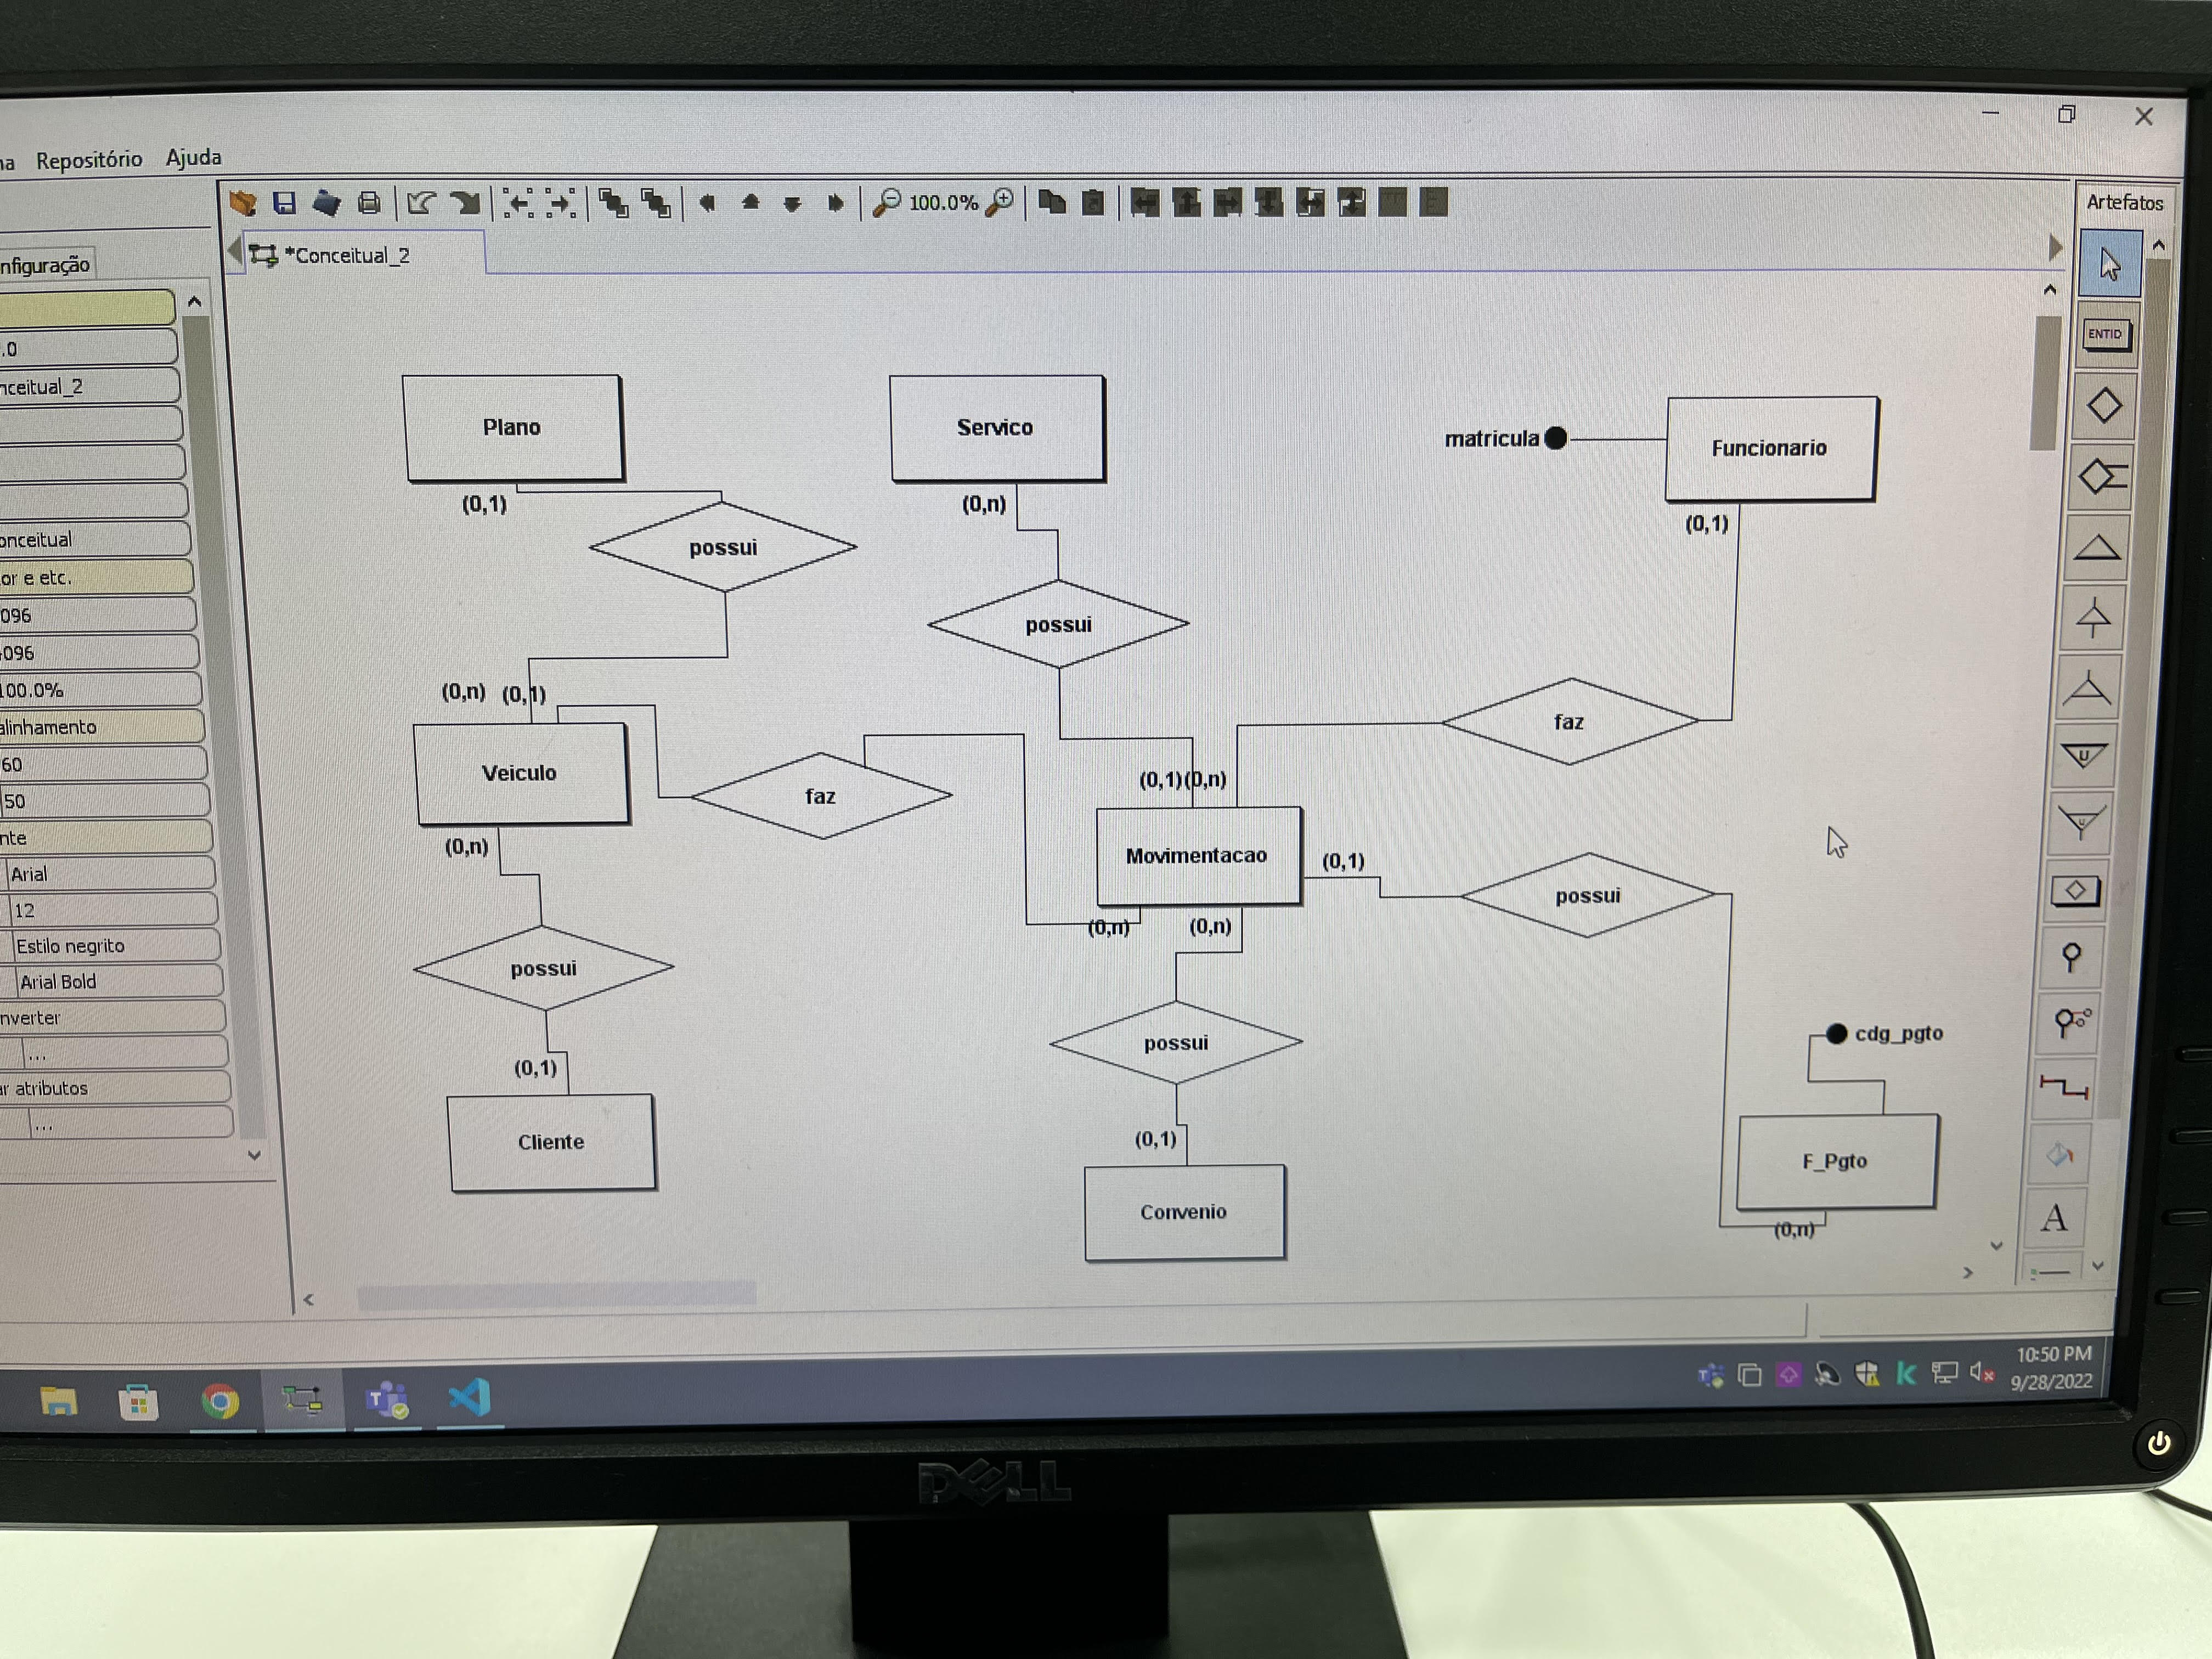 Repositório Ajuda
100.0%
Artefatos
*Conceitual_2
nfiguração
.0
nceitual_2
onceitual
or e etc.
096
096
100.0%
alinhamento
60
50
nte
Arial
12
Estilo negrito
Arial Bold
nverter
...
ar atributos
...
ENTID
U
U
A
Plano
(0,1)
possui
Servico
(0,n)
possui
matricula
Funcionario
(0,1)
faz
(0,n) (0,1)
Veiculo
(0,n)
faz
(0,1)(0,n)
Movimentacao
(0,1)
possui
(0,n) (0,n)
possui
(0,1)
Cliente
possui
(0,1)
Convenio
cdg_pgto
F_Pgto
(0,n)
T
K
10:50 PM
9/28/2022
DELL